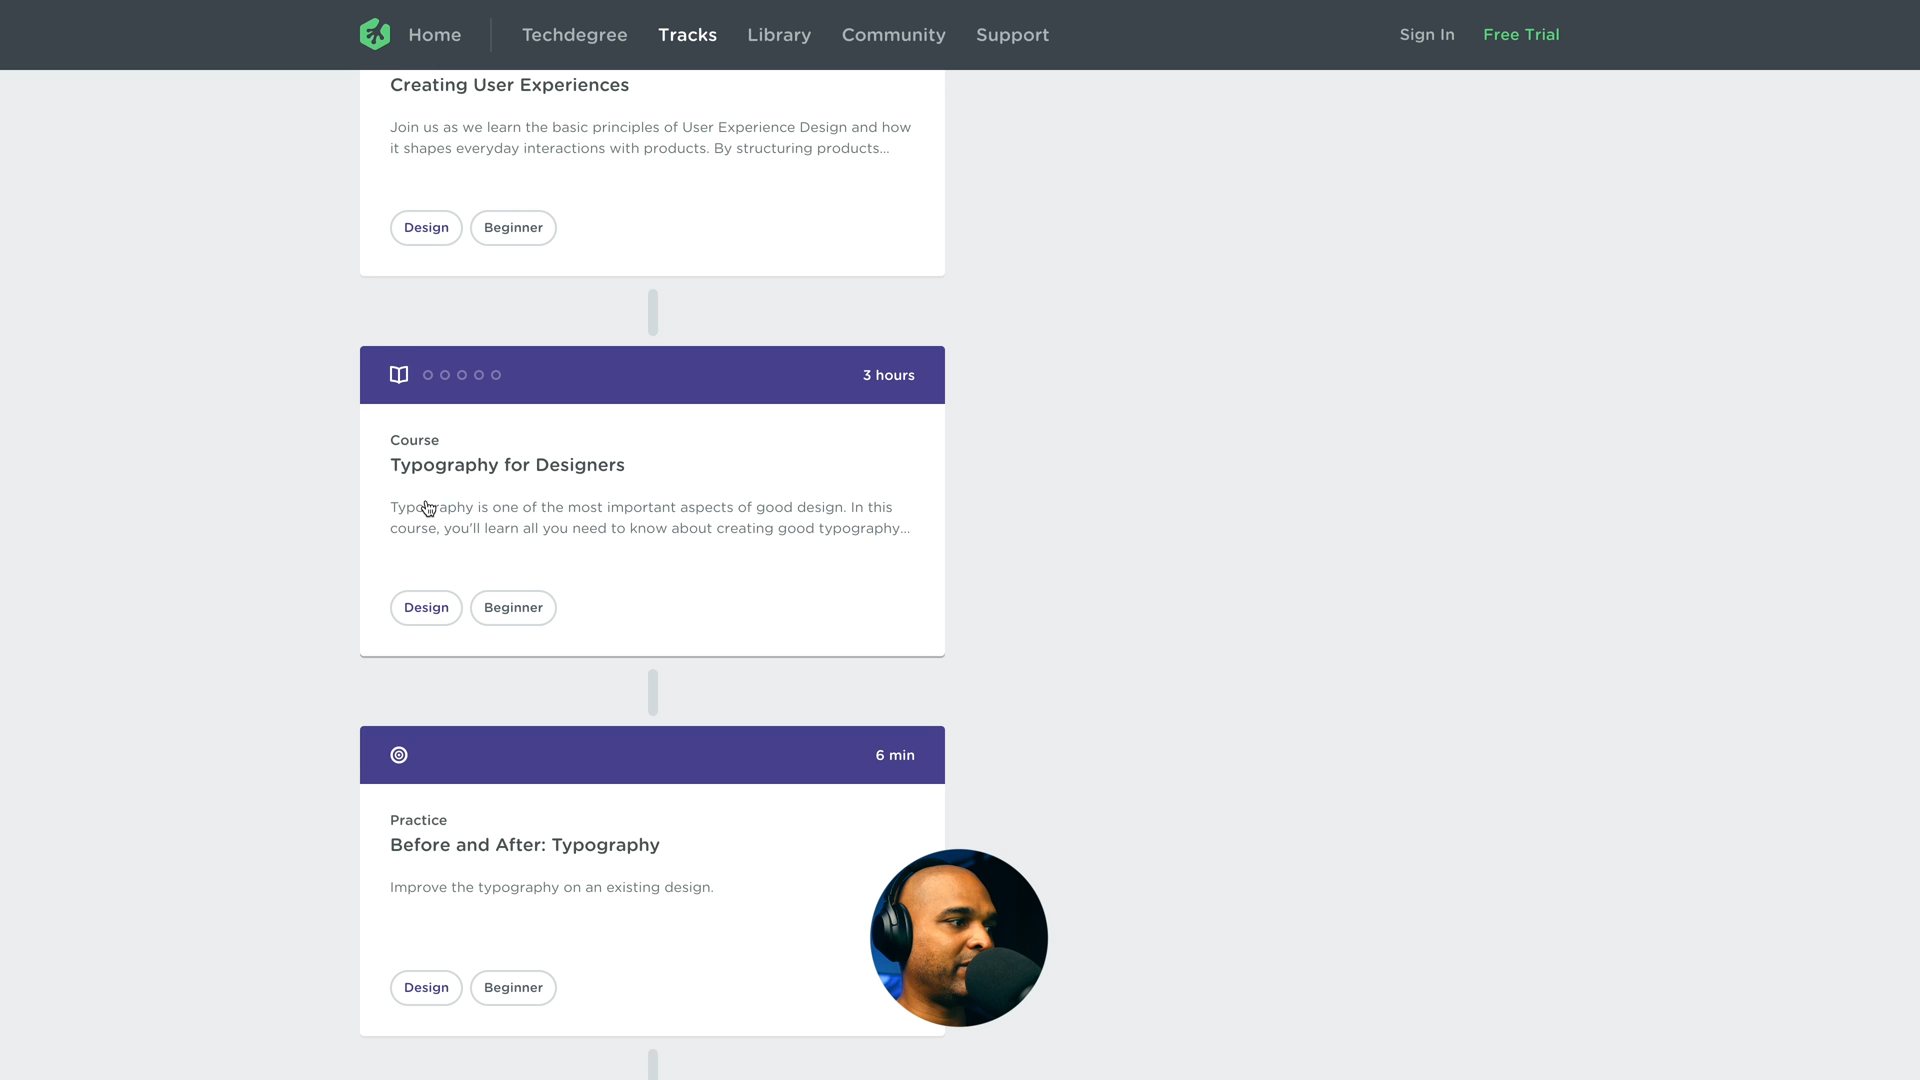 Home
Techdegree
Tracks
Library
Community
Support
Sign In
Free Trial
Creating User Experiences
Join us as we learn the basic principles of User Experience Design and how
it shapes everyday interactions with products. By structuring products...
Design
Beginner
3 hours
Course
Typography for Designers
Typography is one of the most important aspects of good design. In this
course, you'll learn all you need to know about creating good typography...
Design
Beginner
6 min
Practice
Before and After: Typography
Improve the typography on an existing design.
Design
Beginner